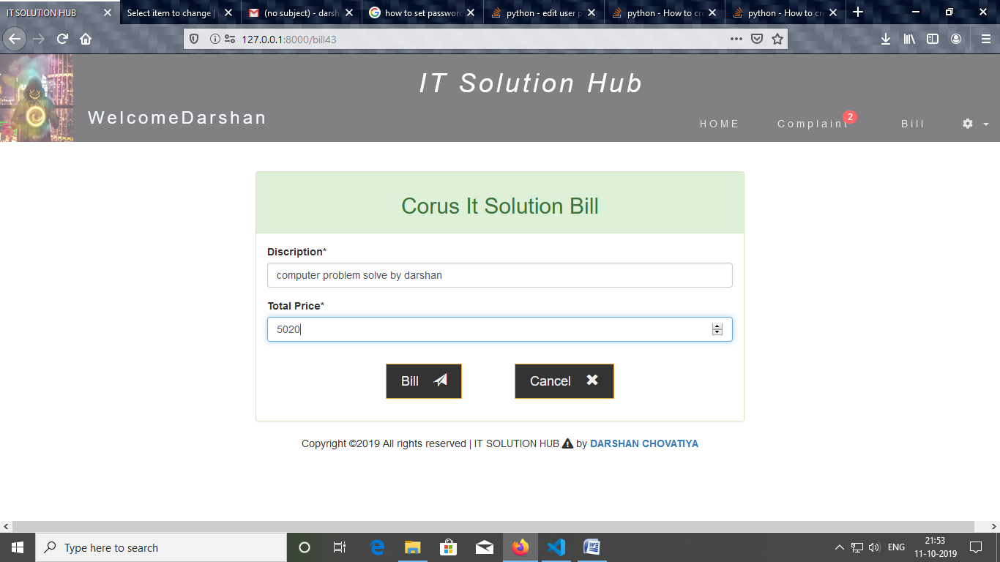 IT SOLUTION HUB
Select item to change |
(no subject) - darsh
how to set password
python - edit user p
python - How to cre
python - How to cre
127.0.0.1:8000/bill43
IT Solution Hub
WelcomeDarshan
HOME
Complaint
2
Bill
Corus It Solution Bill
Discription*
computer problem solve by darshan
Total Price*
5020
Bill
Cancel
Copyright ©2019 All rights reserved | IT SOLUTION HUB by DARSHAN CHOVATIYA
Type here to search
ENG
21:53
11-10-2019